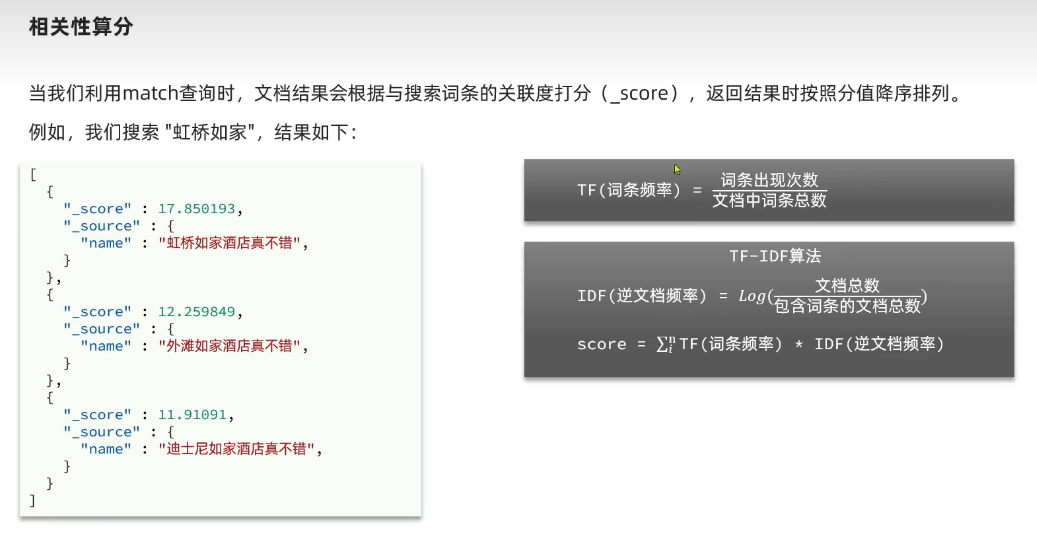 相关性算分
当我们利用match查询时，文档结果会根据与搜索词条的关联度打分（_score），返回结果时按照分值降序排列。
例如，我们搜索 "虹桥如家"，结果如下：
[
  {
    "_score" : 17.850193,
    "_source" : {
      "name" : "虹桥如家酒店真不错",
    }
  },
  {
    "_score" : 12.259849,
    "_source" : {
      "name" : "外滩如家酒店真不错",
    }
  },
  {
    "_score" : 11.91091,
    "_source" : {
      "name" : "迪士尼如家酒店真不错",
    }
  }
]
TF(词条频率) = 词条出现次数
文档中词条总数
TF-IDF算法
IDF(逆文档频率) = Log(文档总数
包含词条的文档总数)
score = ∑ᵢⁿ TF(词条频率) * IDF(逆文档频率)